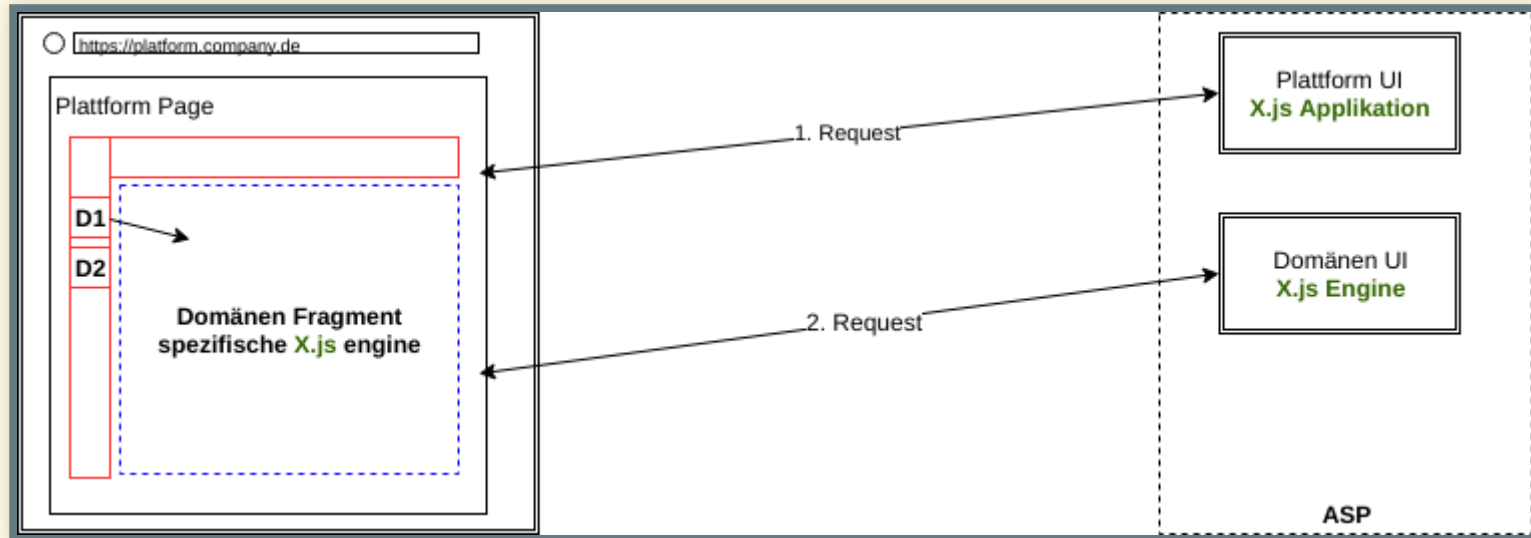 https://platform.company.de
Plattform Page
D1
D2
Domänen Fragment
spezifische X.js engine
1. Request
2. Request
Plattform UI
X.js Applikation
Domänen UI
X.js Engine
ASP